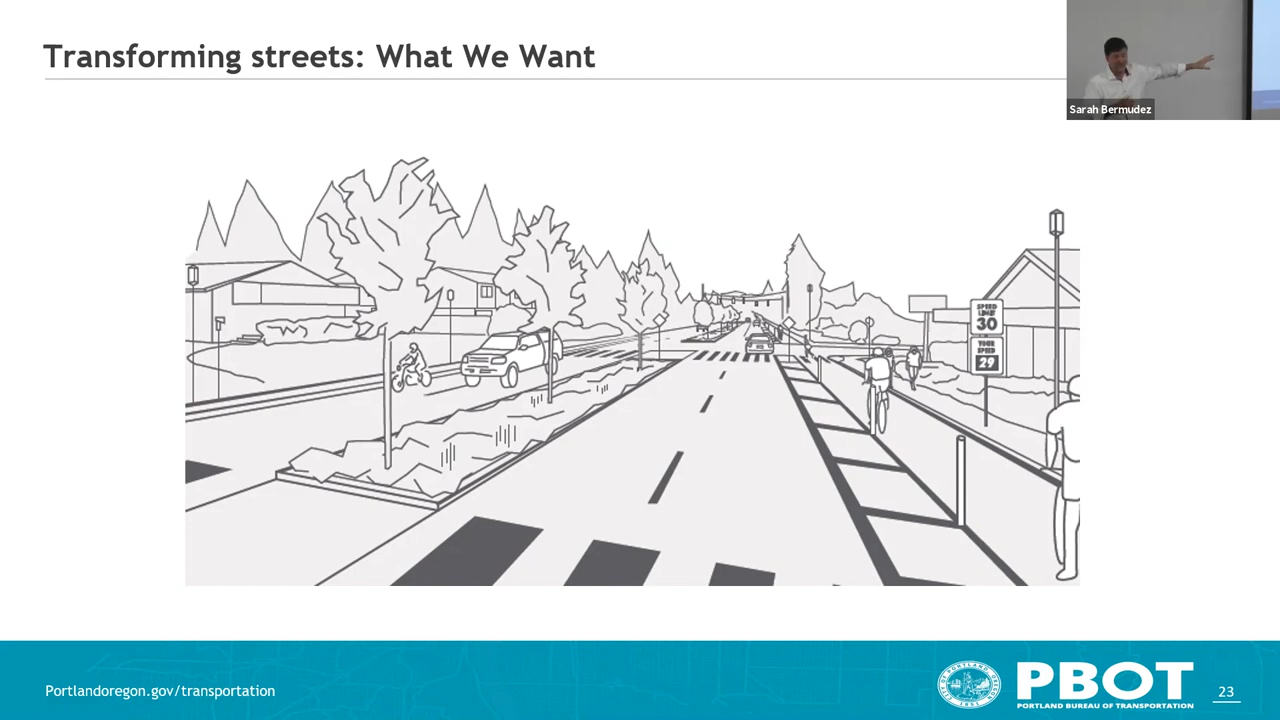 Transforming streets: What We Want
Sarah Bermudez
SPEED
LIMIT
30
YOUR
SPEED
29
Portlandoregon.gov/transportation
PBOT
PORTLAND BUREAU OF TRANSPORTATION
23